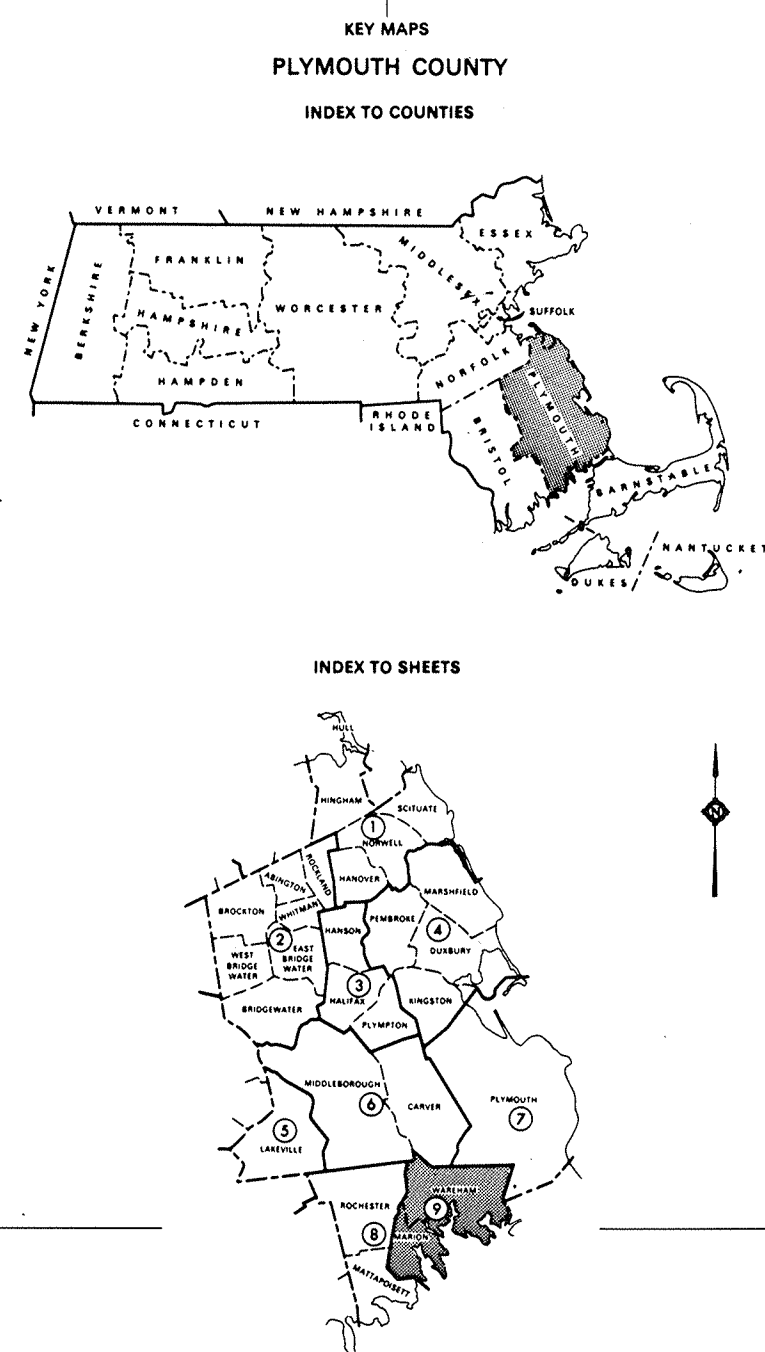 KEY MAPS
PLYMOUTH COUNTY
INDEX TO COUNTIES
VERMONT
NEW HAMPSHIRE
ESSEX
MIDDLESEX
FRANKLIN
NEW YORK
BERKSHIRE
HAMPSHIRE
WORCESTER
SUFFOLK
NORFOLK
HAMPDEN
PLYMOUTH
CONNECTICUT
RHODE
ISLAND
BRISTOL
BARNSTABLE
NANTUCKET
DUKES
INDEX TO SHEETS
HULL
HINGHAM
SCITUATE
1
NORWELL
ROCKLAND
ABINGTON
HANOVER
MARSHFIELD
BROCKTON
WHITMAN
PEMBROKE
HANSON
4
2
DUXBURY
EAST
BRIDGE
WATER
WEST
BRIDGE
WATER
3
HALIFAX
KINGSTON
BRIDGEWATER
PLYMPTON
MIDDLEBOROUGH
6
CARVER
PLYMOUTH
7
5
LAKEVILLE
WAREHAM
9
ROCHESTER
8
MARION
MATTAPOISETT
N